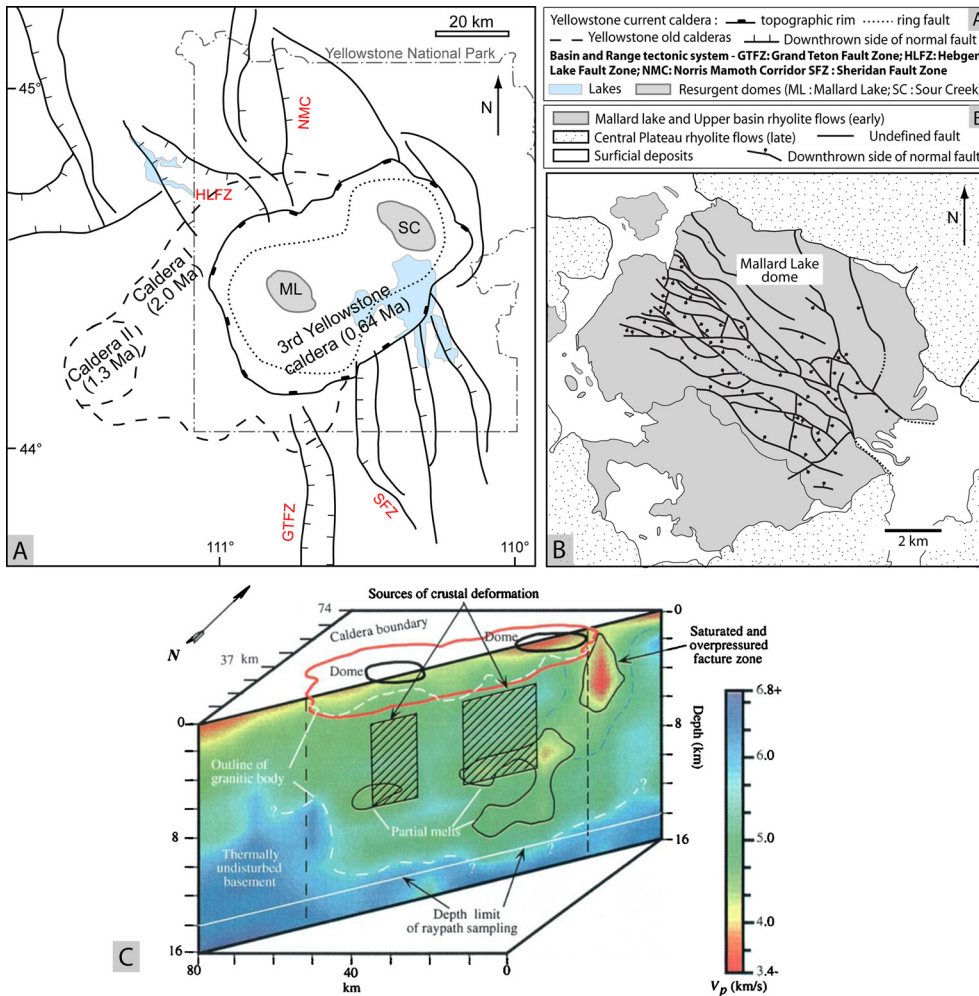 20 km
Yellowstone National Park
45°
N
NMC
HLFZ
SC
ML
Caldera I
(2.0 Ma)
3rd Yellowstone
caldera (0.64 Ma)
Caldera II
(1.3 Ma)
44°
GTFZ
SFZ
A
111°
110°
A
Yellowstone current caldera : topographic rim ring fault
Yellowstone old calderas Downthrown side of normal fault
Basin and Range tectonic system - GTFZ: Grand Teton Fault Zone; HLFZ: Hebgen
Lake Fault Zone; NMC: Norris Mamoth Corridor SFZ : Sheridan Fault Zone
Lakes Resurgent domes (ML : Mallard Lake; SC : Sour Creek
Mallard lake and Upper basin rhyolite flows (early)
Central Plateau rhyolite flows (late) Undefined fault
Surficial deposits Downthrown side of normal fault
N
Mallard Lake
dome
B
2 km
Sources of crustal deformation
N
74
Caldera boundary
Dome
Dome
37 km
Saturated and
overpressured
facture zone
0
0
8
16
Depth (km)
Outline of
granitic body
?
?
?
?
Partial melts
8
Thermally
undisturbed
basement
Depth limit
of raypath sampling
16
80
40
0
km
C
6.8+
6.0
5.0
4.0
3.4-
Vp (km/s)